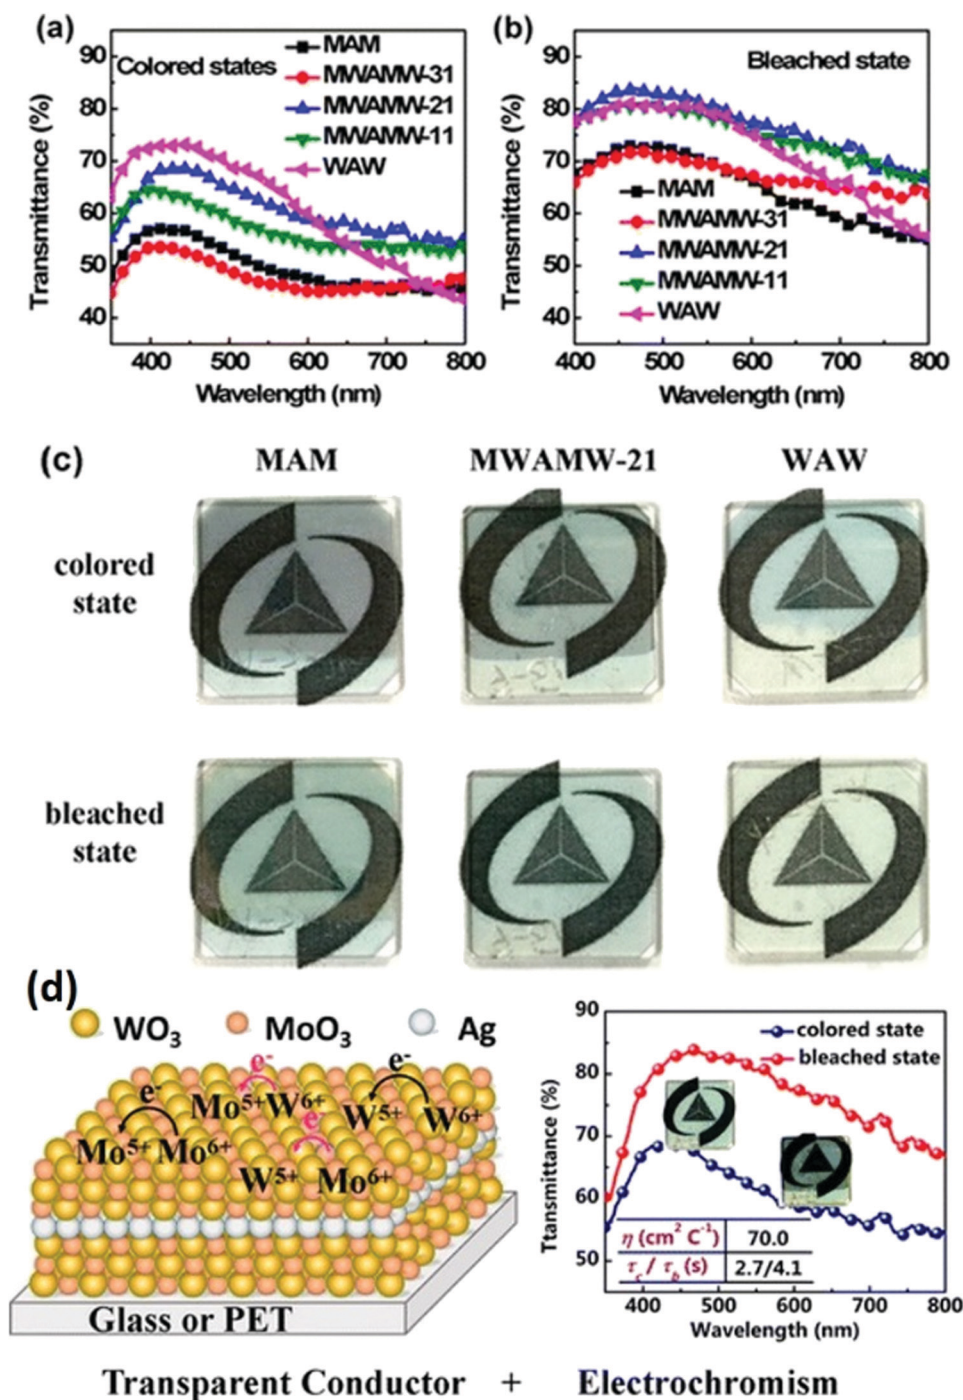 (a)
Transmittance (%)
90
80
70
60
50
40
Colored states
MAM
MWAMW-31
MWAMW-21
MWAMW-11
WAW
400 500 600 700 800
Wavelength (nm)
(b)
Transmittance (%)
90
80
70
60
50
40
Bleached state
MAM
MWAMW-31
MWAMW-21
MWAMW-11
WAW
400 500 600 700 800
Wavelength (nm)
(c)
MAM MWAMW-21 WAW
colored
state
bleached
state
(d)
WO3 MoO3 Ag
e-
e-
Mo5+ W6+
e-
W5+ W6+
e-
Mo5+ Mo6+
W5+ Mo6+
Glass or PET
Ttansmittance (%)
90
80
70
60
50
colored state
bleached state
η (cm2 C-1) 70.0
τc / τb (s) 2.7/4.1
400 500 600 700 800
Wavelength (nm)
Transparent Conductor + Electrochromism